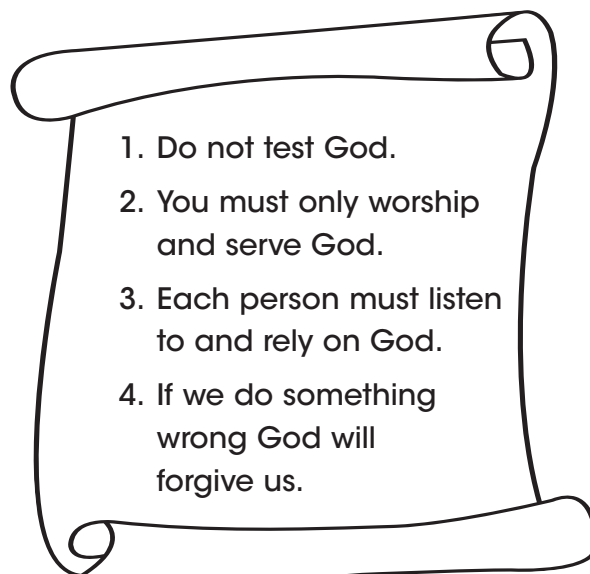 1. Do not test God.
2. You must only worship
and serve God.
3. Each person must listen
to and rely on God.
4. If we do something
wrong God will
forgive us.